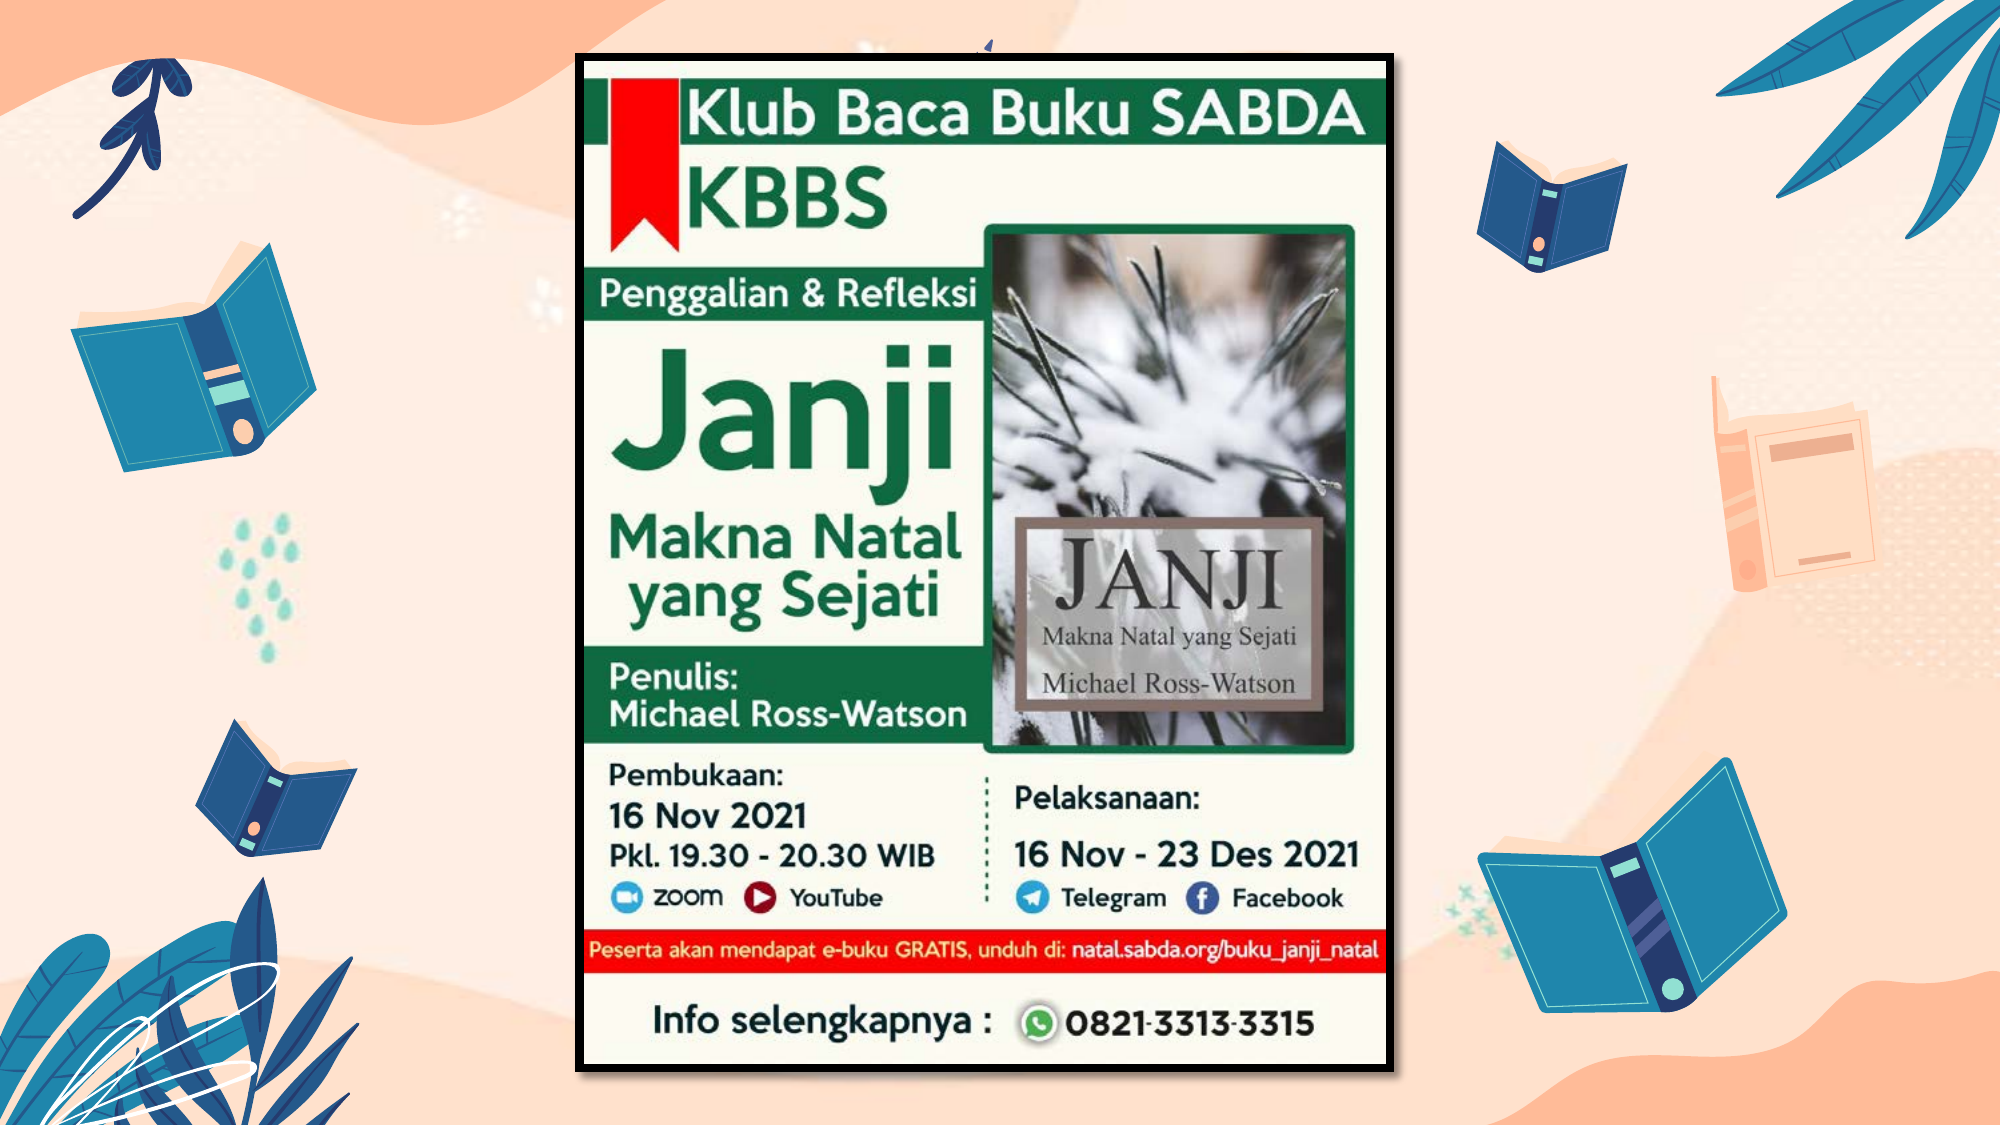 Klub Baca Buku SABDA
KBBS
Penggalian & Refleksi
Janji
Makna Natal
yang Sejati
Penulis:
Michael Ross-Watson
JANJI
Makna Natal yang Sejati
Michael Ross-Watson
Pembukaan:
16 Nov 2021
Pkl. 19.30 - 20.30 WIB
zoom YouTube
Pelaksanaan:
16 Nov - 23 Des 2021
Telegram Facebook
Peserta akan mendapat e-buku GRATIS, unduh di: natal.sabda.org/buku_janji_natal
Info selengkapnya : 0821-3313-3315